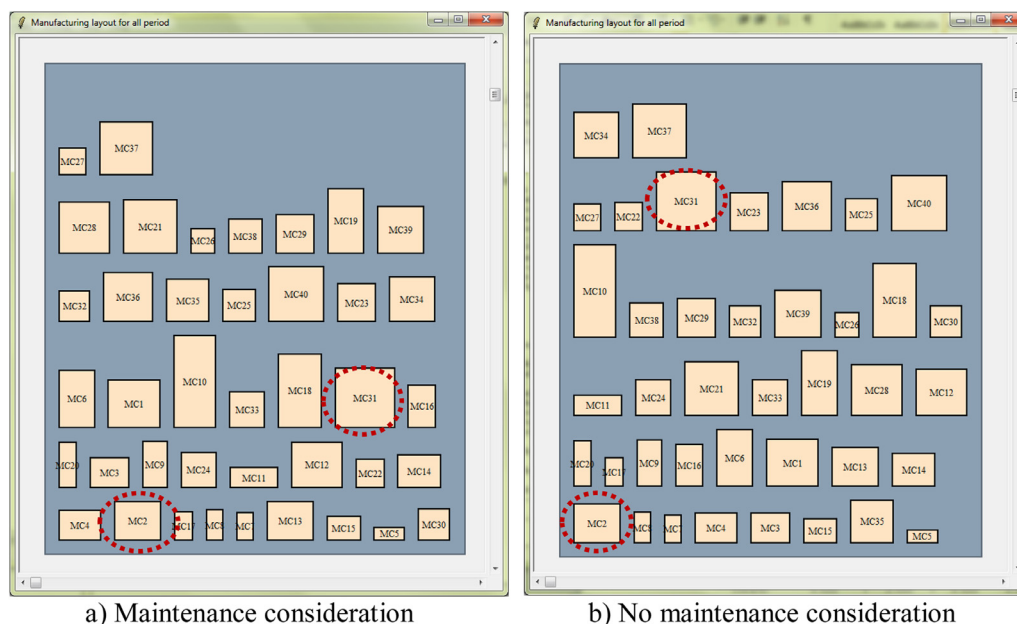 Manufacturing layout for all period
MC27 MC37
MC28 MC21 MC26 MC38 MC29 MC19 MC39
MC32 MC36 MC35 MC25 MC40 MC23 MC34
MC6 MC1 MC10 MC33 MC18 MC31 MC16
MC20 MC3 MC9 MC24 MC11 MC12 MC22 MC14
MC4 MC2 MC17 MC8 MC7 MC13 MC15 MC5 MC30
a) Maintenance consideration
Manufacturing layout for all period
MC34 MC37
MC27 MC22 MC31 MC23 MC36 MC25 MC40
MC10 MC38 MC29 MC32 MC39 MC26 MC18 MC30
MC11 MC24 MC21 MC33 MC19 MC28 MC12
MC20 MC17 MC9 MC16 MC6 MC1 MC13 MC14
MC2 MC8 MC7 MC4 MC3 MC15 MC35 MC5
b) No maintenance consideration